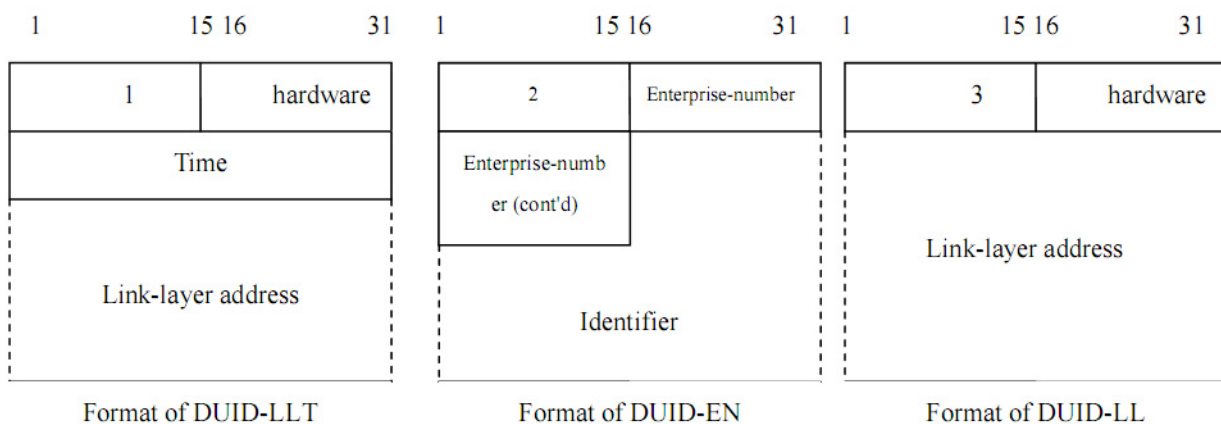 1 15 16 31 1 15 16 31 1 15 16 31
1 hardware 2 Enterprise-number 3 hardware
Time
Enterprise-numb
er (cont'd)
Link-layer address
Link-layer address
Identifier
Format of DUID-LLT Format of DUID-EN Format of DUID-LL